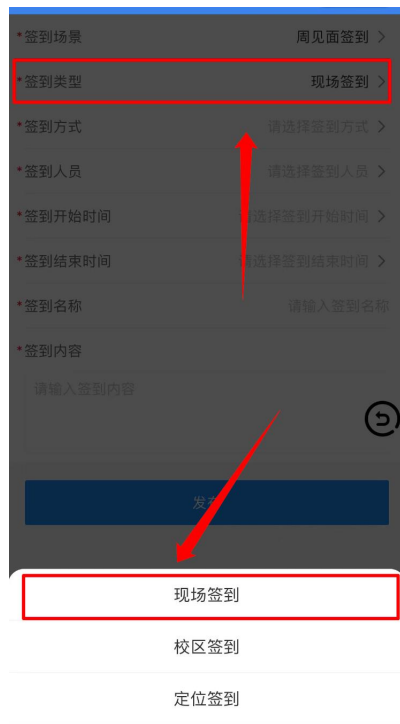 *签到场景 周见面签到 >
*签到类型 现场签到 >
*签到方式 请选择签到方式 >
*签到人员 请选择签到人员 >
*签到开始时间 请选择签到开始时间 >
*签到结束时间 请选择签到结束时间 >
*签到名称 请输入签到名称
*签到内容
请输入签到内容
发布
现场签到
校区签到
定位签到